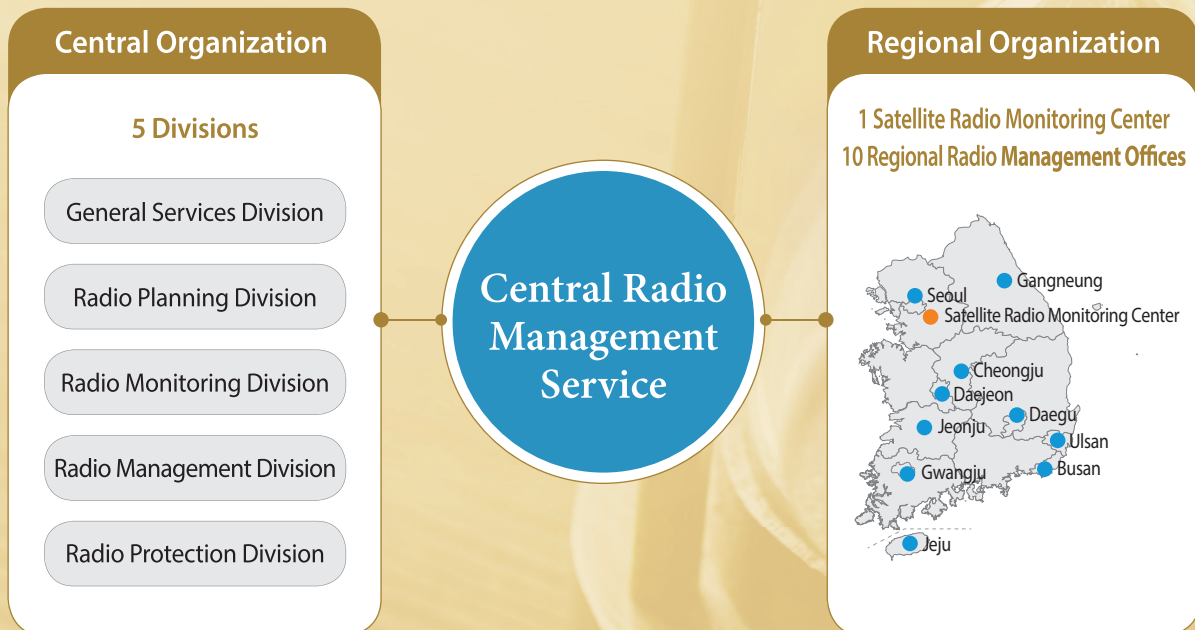 Central Organization
5 Divisions
General Services Division
Radio Planning Division
Radio Monitoring Division
Radio Management Division
Radio Protection Division
Central Radio
Management
Service
Regional Organization
1 Satellite Radio Monitoring Center
10 Regional Radio Management Offices
Gangneung
Seoul
Satellite Radio Monitoring Center
Cheongju
Daejeon
Daegu
Jeonju
Ulsan
Busan
Gwangju
Jeju